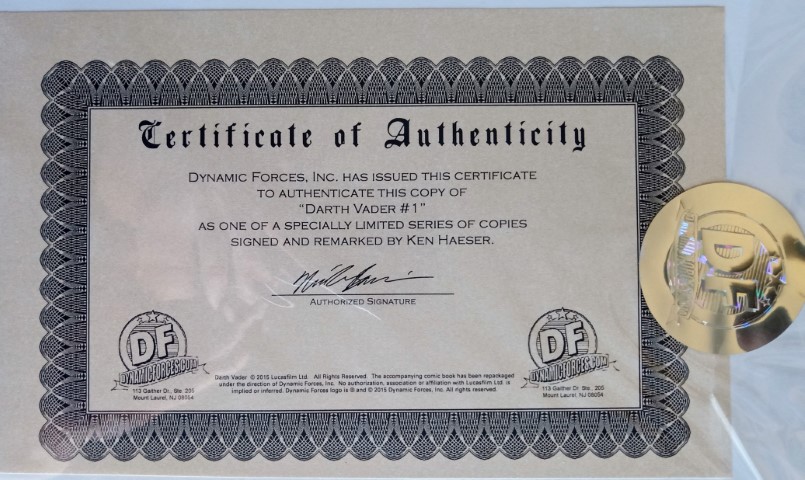 Certificate of Authenticity
DYNAMIC FORCES, INC. HAS ISSUED THIS CERTIFICATE
TO AUTHENTICATE THIS COPY OF
“DARTH VADER #1”
AS ONE OF A SPECIALLY LIMITED SERIES OF COPIES
SIGNED AND REMARKED BY KEN HAESER.
AUTHORIZED SIGNATURE
DF
DYNAMICFORCES.COM
113 Gaither Dr., Ste. 205
Mount Laurel, NJ 08054
Darth Vader © 2015 Lucasfilm Ltd. All Rights Reserved. The accompanying comic book has been repackaged
under the direction of Dynamic Forces, Inc. No authorization, association or affiliation with Lucasfilm Ltd. is
implied or inferred. Dynamic Forces logo is ® and © 2015 Dynamic Forces, Inc. All rights reserved.
DF
DYNAMICFORCES.COM
113 Gaither Dr., Ste. 205
Mount Laurel, NJ 08054
DF